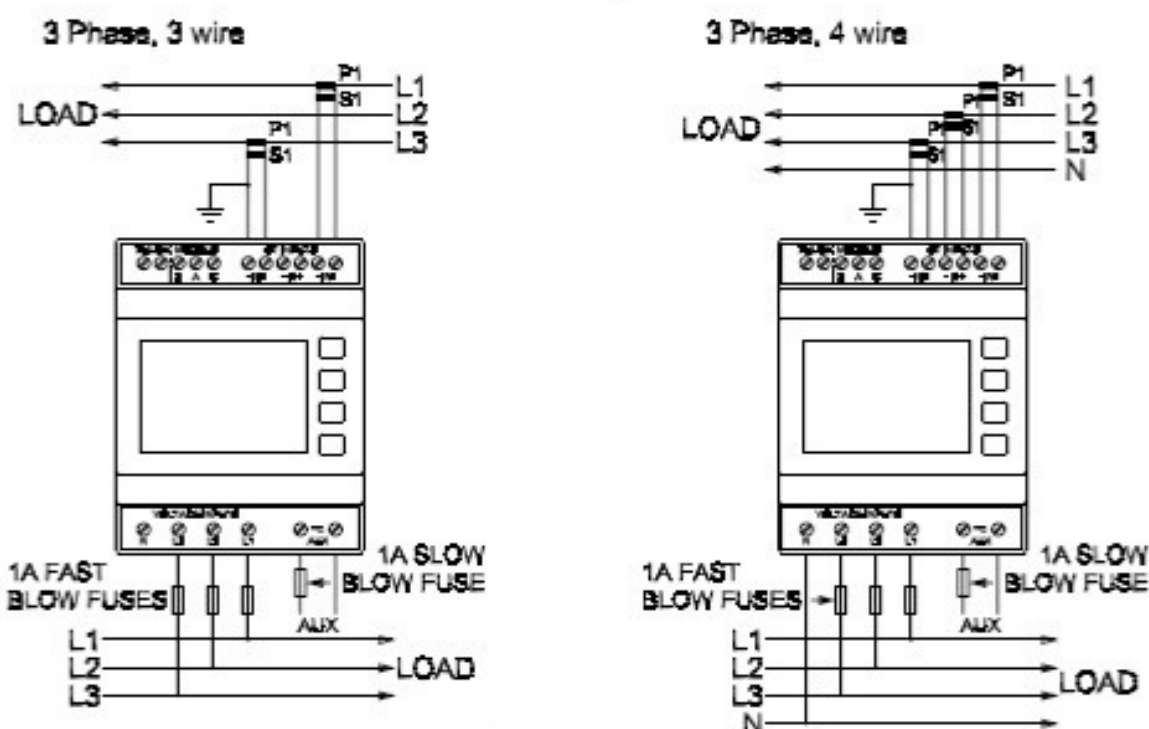 3 Phase, 3 wire
P1
L1
S1
LOAD
L2
P1
L3
S1
1A FAST
BLOW FUSES
1A SLOW
BLOW FUSE
AUX
L1
L2
LOAD
L3
3 Phase, 4 wire
P1
L1
S1
P1
L2
LOAD
S1
P1
L3
S1
N
1A FAST
BLOW FUSES
1A SLOW
BLOW FUSE
AUX
L1
L2
LOAD
L3
N